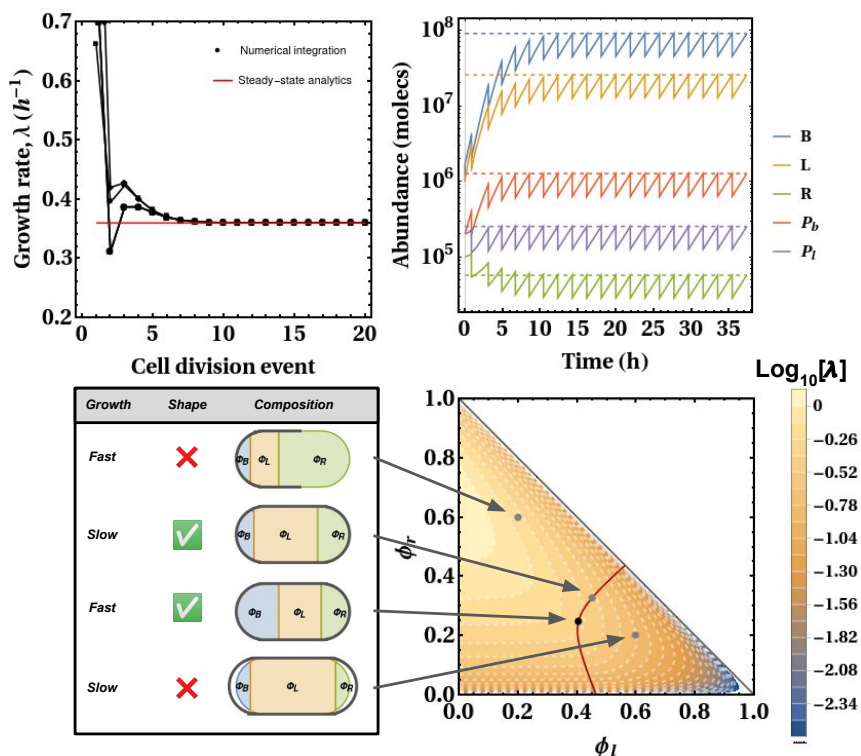 0.7
0.6
0.5
0.4
0.3
0.2
Growth rate, λ (h⁻¹)
Numerical integration
Steady−state analytics
0 5 10 15 20
Cell division event
10⁸
10⁷
10⁶
10⁵
Abundance (molecs)
B
L
R
P_b
P_l
0 5 10 15 20 25 30 35
Time (h)
Growth Shape Composition
Fast Φ_B Φ_L Φ_R
Slow Φ_B Φ_L Φ_R
Fast Φ_B Φ_L Φ_R
Slow Φ_B Φ_L Φ_R
1.0
0.8
0.6
0.4
0.2
0.0
ϕ_r
0.0 0.2 0.4 0.6 0.8 1.0
ϕ_l
Log₁₀[λ]
0
−0.26
−0.52
−0.78
−1.04
−1.3
−1.56
−1.82
−2.08
−2.34